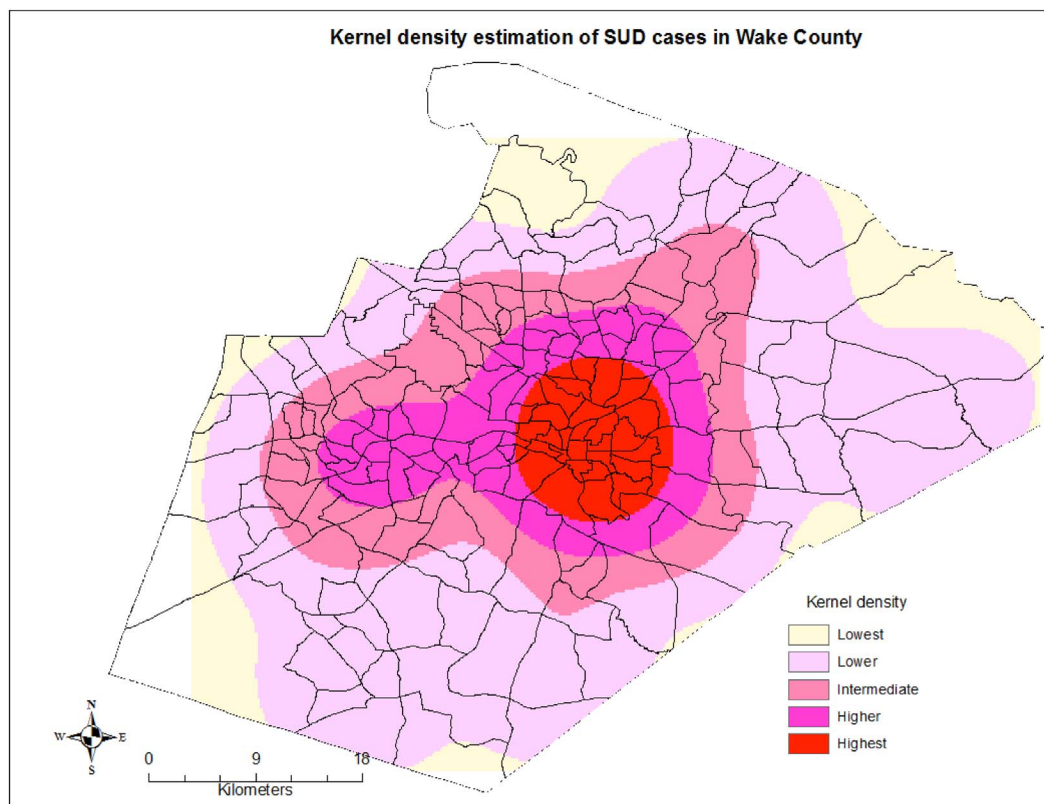 Kernel density estimation of SUD cases in Wake County
Kernel density
Lowest
Lower
Intermediate
Higher
Highest
N
W E
S
0 9 18
Kilometers